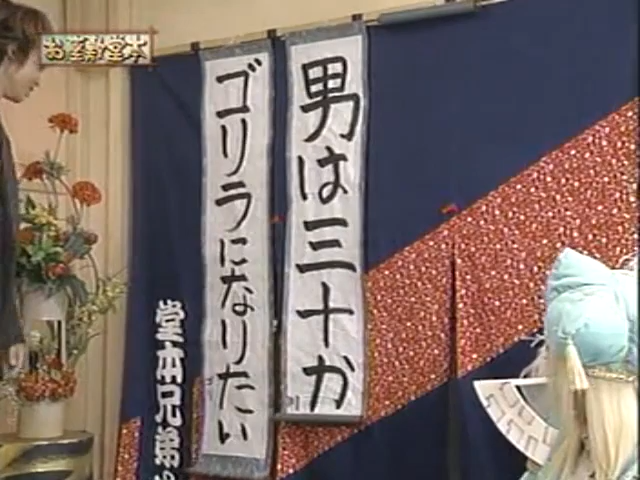 男は三十か
ゴリラになりたい
堂本兄弟